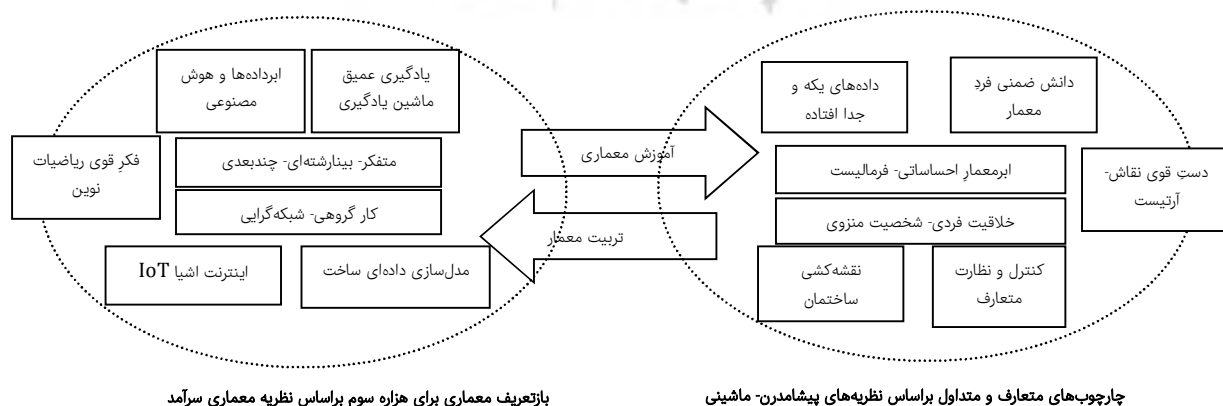 دانش ضمنی فردِ
معمار
داده‌های یکه و
جدا افتاده
ابرمعمارِ احساساتی- فرمالیست
خلاقیت فردی- شخصیت منزوی
دستِ قوی نقاش-
آرتیست
کنترل و نظارت
متعارف
نقشه‌کشی
ساختمان
آموزش معماری
تربیت معمار
یادگیری عمیق
ماشین یادگیری
ابرداده‌ها و هوش
مصنوعی
متفکر- بینارشته‌ای- چندبعدی
کار گروهی- شبکه‌گرایی
فکرِ قوی ریاضیات
نوین
مدل‌سازی داده‌ای ساخت
اینترنت اشیا IoT
چارچوب‌های متعارف و متداول براساس نظریه‌های پیشامدرن- ماشینی
بازتعریف معماری برای هزاره سوم براساس نظریه معماری سرآمد